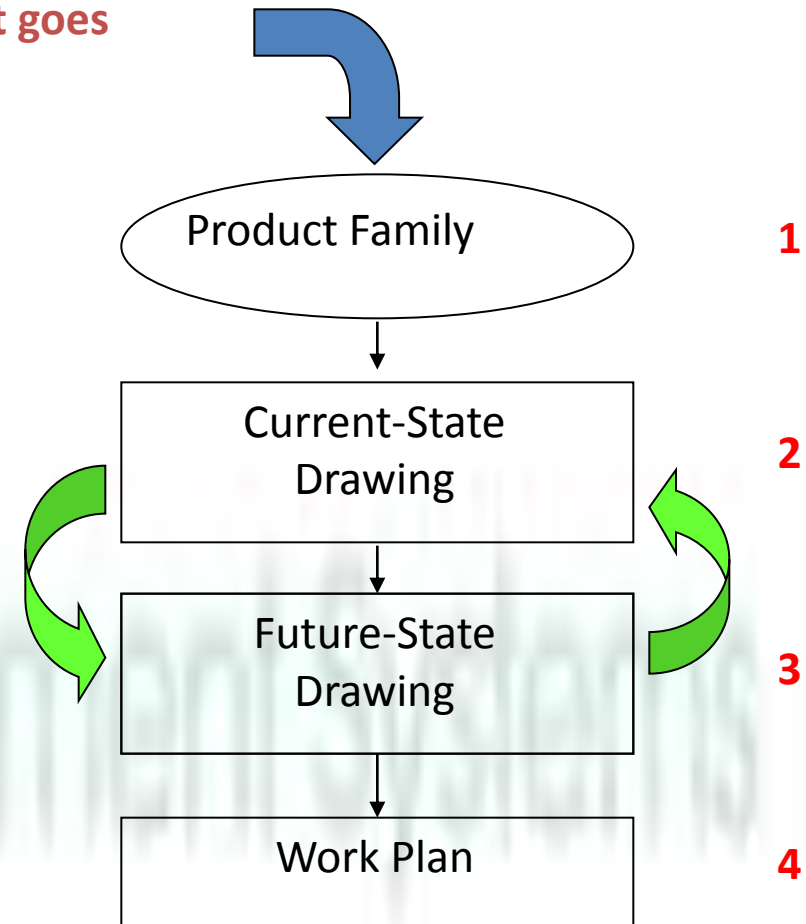 t goes
Product Family
1
Current-State
Drawing
2
Future-State
Drawing
3
Work Plan
4